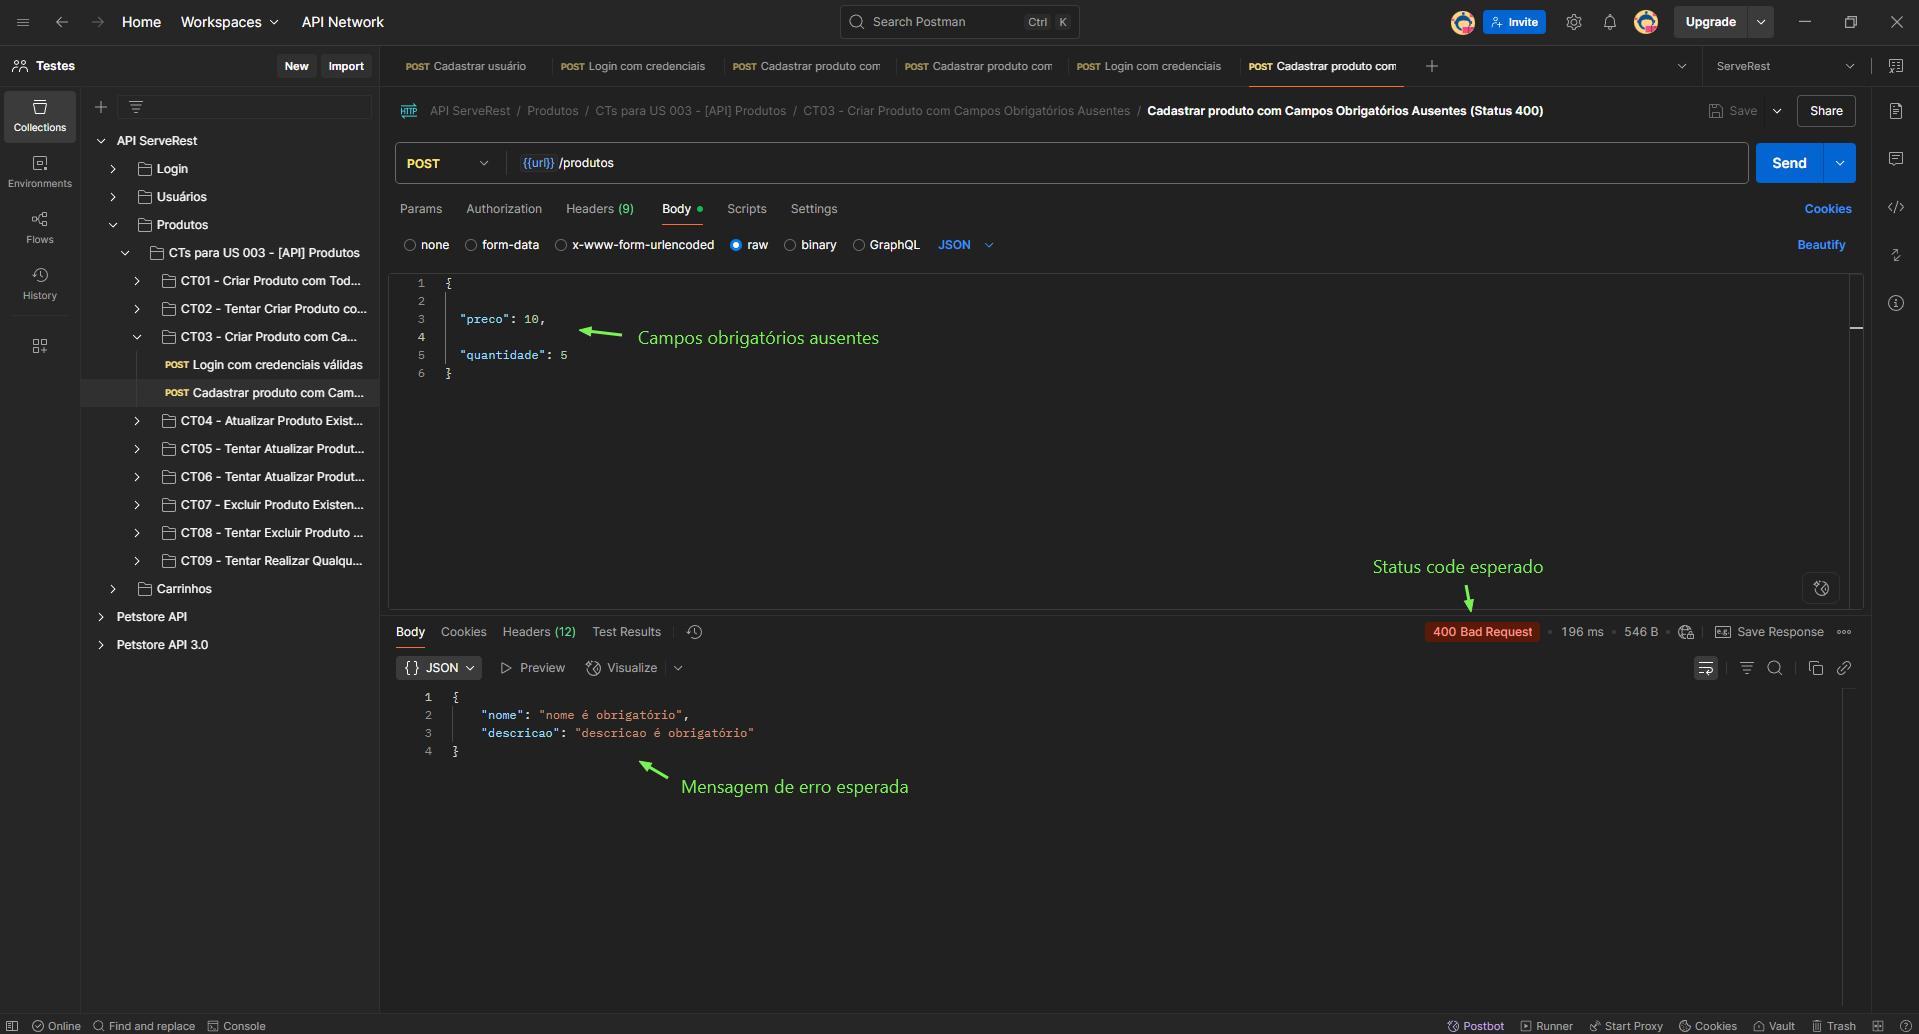 Home Workspaces API Network Search Postman Ctrl K Invite Upgrade
Testes New Import POST Cadastrar usuário POST Login com credenciais POST Cadastrar produto com POST Cadastrar produto com POST Login com credenciais POST Cadastrar produto com ServeRest
Collections
Environments
Flows
History
API ServeRest
Login
Usuários
Produtos
CTs para US 003 - [API] Produtos
CT01 - Criar Produto com Tod...
CT02 - Tentar Criar Produto co...
CT03 - Criar Produto com Ca...
POST Login com credenciais válidas
POST Cadastrar produto com Cam...
CT04 - Atualizar Produto Exist...
CT05 - Tentar Atualizar Produt...
CT06 - Tentar Atualizar Produt...
CT07 - Excluir Produto Existen...
CT08 - Tentar Excluir Produto ...
CT09 - Tentar Realizar Qualqu...
Carrinhos
Petstore API
Petstore API 3.0
HTTP API ServeRest / Produtos / CTs para US 003 - [API] Produtos / CT03 - Criar Produto com Campos Obrigatórios Ausentes / Cadastrar produto com Campos Obrigatórios Ausentes (Status 400) Save Share
POST {{url}} /produtos Send
Params Authorization Headers (9) Body Scripts Settings Cookies
none form-data x-www-form-urlencoded raw binary GraphQL JSON Beautify
1 {
2
3 "preco": 10,
4
5 "quantidade": 5
6 }
Campos obrigatórios ausentes
Status code esperado
Body Cookies Headers (12) Test Results 400 Bad Request 196 ms 546 B e.g. Save Response
{} JSON Preview Visualize
1 {
2 "nome": "nome é obrigatório",
3 "descricao": "descricao é obrigatório"
4 }
Mensagem de erro esperada
Online Find and replace Console Postbot Runner Start Proxy Cookies Vault Trash